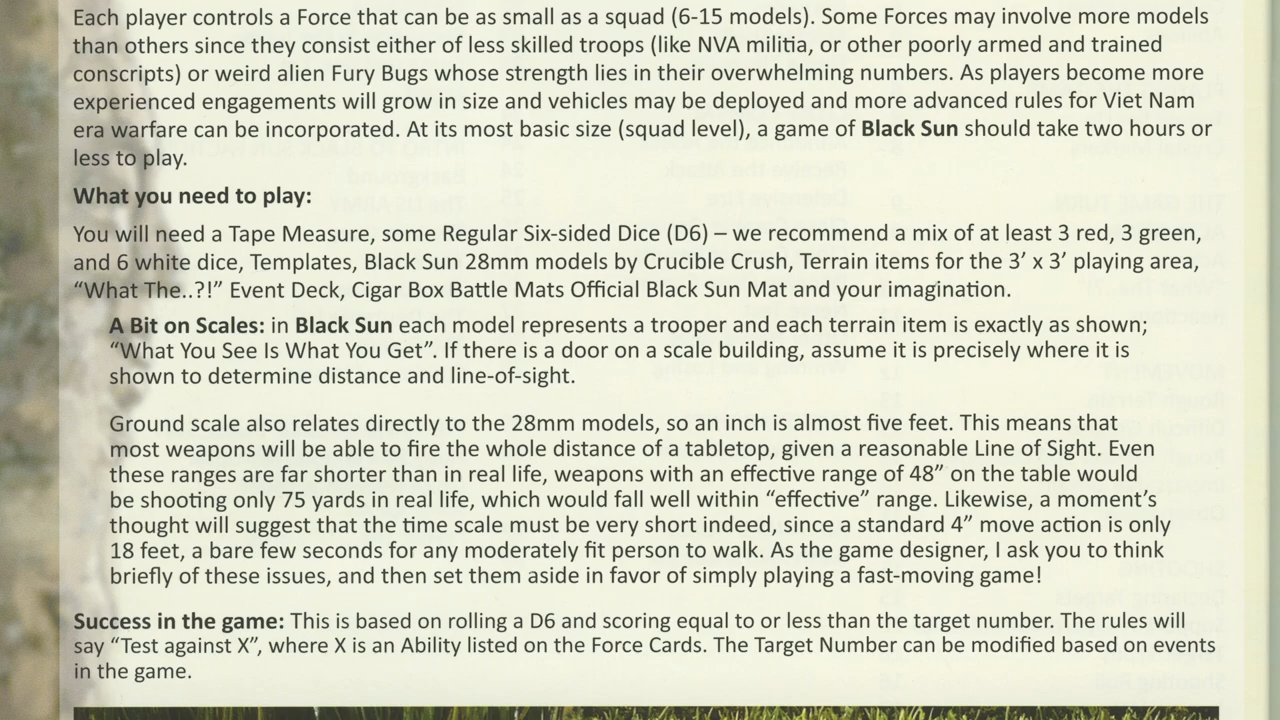 Each player controls a Force that can be as small as a squad (6-15 models). Some Forces may involve more models
than others since they consist either of less skilled troops (like NVA militia, or other poorly armed and trained
conscripts) or weird alien Fury Bugs whose strength lies in their overwhelming numbers. As players become more
experienced engagements will grow in size and vehicles may be deployed and more advanced rules for Viet Nam
era warfare can be incorporated. At its most basic size (squad level), a game of Black Sun should take two hours or
less to play.
What you need to play:
You will need a Tape Measure, some Regular Six-sided Dice (D6) – we recommend a mix of at least 3 red, 3 green,
and 6 white dice, Templates, Black Sun 28mm models by Crucible Crush, Terrain items for the 3’ x 3’ playing area,
“What The..?!” Event Deck, Cigar Box Battle Mats Official Black Sun Mat and your imagination.
A Bit on Scales: in Black Sun each model represents a trooper and each terrain item is exactly as shown;
“What You See Is What You Get”. If there is a door on a scale building, assume it is precisely where it is
shown to determine distance and line-of-sight.
Ground scale also relates directly to the 28mm models, so an inch is almost five feet. This means that
most weapons will be able to fire the whole distance of a tabletop, given a reasonable Line of Sight. Even
these ranges are far shorter than in real life, weapons with an effective range of 48” on the table would
be shooting only 75 yards in real life, which would fall well within “effective” range. Likewise, a moment’s
thought will suggest that the time scale must be very short indeed, since a standard 4” move action is only
18 feet, a bare few seconds for any moderately fit person to walk. As the game designer, I ask you to think
briefly of these issues, and then set them aside in favor of simply playing a fast-moving game!
Success in the game: This is based on rolling a D6 and scoring equal to or less than the target number. The rules will
say “Test against X”, where X is an Ability listed on the Force Cards. The Target Number can be modified based on events
in the game.